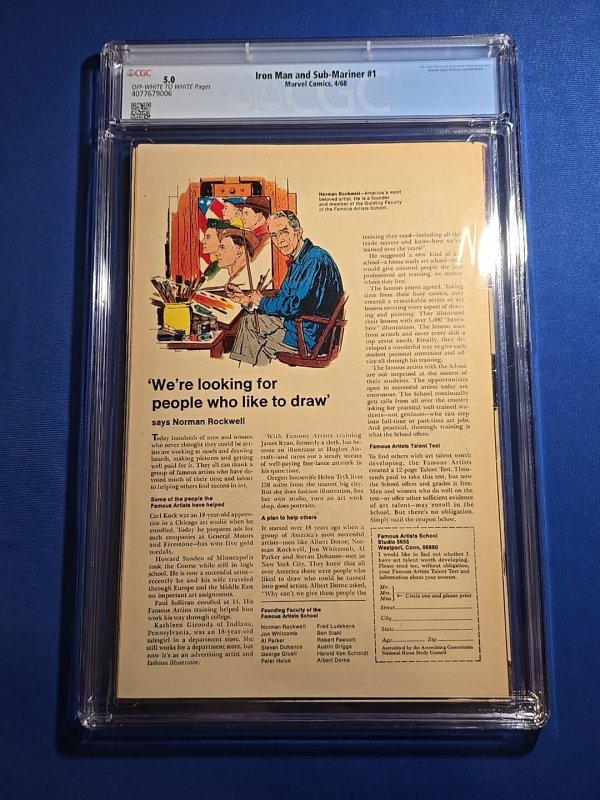 CGC
5.0
OFF-WHITE TO WHITE Pages
4077679006
Iron Man and Sub-Mariner #1
Marvel Comics, 4/68
CGC
Norman Rockwell—America's most
beloved artist. He is a founder
and member of the Guiding Faculty
of the Famous Artists School.
'We're looking for
people who like to draw'
says Norman Rockwell
Today hundreds of men and women
who never thought they could be art-
ists are working at easels and drawing
boards, making pictures and getting
well paid for it. They all can thank a
group of famous artists who have de-
voted much of their time and talent
to helping others find success in art.
Some of the people the
Famous Artists have helped
Carl Kock was an 18-year-old appren-
tice in a Chicago art studio when he
enrolled. Today he prepares ads for
such companies as General Motors
and Firestone—has won five gold
medals.
Howard Sanden of Minneapolis
took the Course while still in high
school. He is now a successful artist—
recently he and his wife traveled
through Europe and the Middle East
on important art assignments.
Paul Sullivan enrolled at 14. His
Famous Artists training helped him
work his way through college.
Kathleen Gironda of Indiana,
Pennsylvania, was an 18-year-old
salesgirl in a department store. She
still works for a department store, but
now it's as an advertising artist and
fashion illustrator.
With Famous Artists training
James Ryan, formerly a clerk, has be-
come an illustrator at Hughes Air-
craft—and turns out a steady stream
of well-paying free-lance artwork in
his spare time.
Oregon housewife Helen Tryk lives
150 miles from the nearest big city.
But she does fashion illustration, has
her own studio, runs an art work
shop, does portraits.
A plan to help others
It started over 18 years ago when a
group of America's most successful
artists—men like Albert Dorne, Nor-
man Rockwell, Jon Whitcomb, Al
Parker and Stevan Dohanos—met in
New York City. They knew that all
over America there were people who
liked to draw who could be turned
into good artists. Albert Dorne asked,
"Why can't we give these people the
Founding Faculty of the
Famous Artists School
Norman Rockwell
Jon Whitcomb
Al Parker
Stevan Dohanos
George Giusti
Peter Helck
Fred Ludekens
Ben Stahl
Robert Fawcett
Austin Briggs
Harold Von Schmidt
Albert Dorne
training they need—including all the
trade secrets and know-how we've
learned over the years?"
He suggested a new kind of art
school—a home study art school—that
would give talented people the best
professional art training, no matter
where they live.
The famous artists agreed. Taking
time from their busy careers, they
created a remarkable series of art
lessons covering every aspect of draw-
ing and painting. They illustrated
their lessons with over 5,000 "here's
how" illustrations. The lessons start
from scratch and cover every skill a
top artist needs. Finally, they de-
veloped a wonderful way to give each
student personal correction and ad-
vice all through his training.
The famous artists with the School
are not surprised at the success of
their students. The opportunities
open to successful artists today are
enormous. The School continually
gets calls from all over the country
asking for practical well-trained stu-
dents—not geniuses—who can step
into full-time or part-time art jobs.
And practical, thorough training is
what the School offers.
Famous Artists Talent Test
To find others with art talent worth
developing, the Famous Artists
created a 12-page Talent Test. Thou-
sands paid to take this test, but now
the School offers and grades it free.
Men and women who do well on the
test—or offer other sufficient evidence
of art talent—may enroll in the
School. But there's no obligation.
Simply mail the coupon below.
Famous Artists School
Studio 5655
Westport, Conn. 06880
I would like to find out whether I
have art talent worth developing.
Please send me, without obligation,
your Famous Artists Talent Test and
information about your courses.
Mr.
Mrs.
Miss ← Circle one and please print
Street
City
State
Age Zip
Accredited by the Accrediting Commission
National Home Study Council